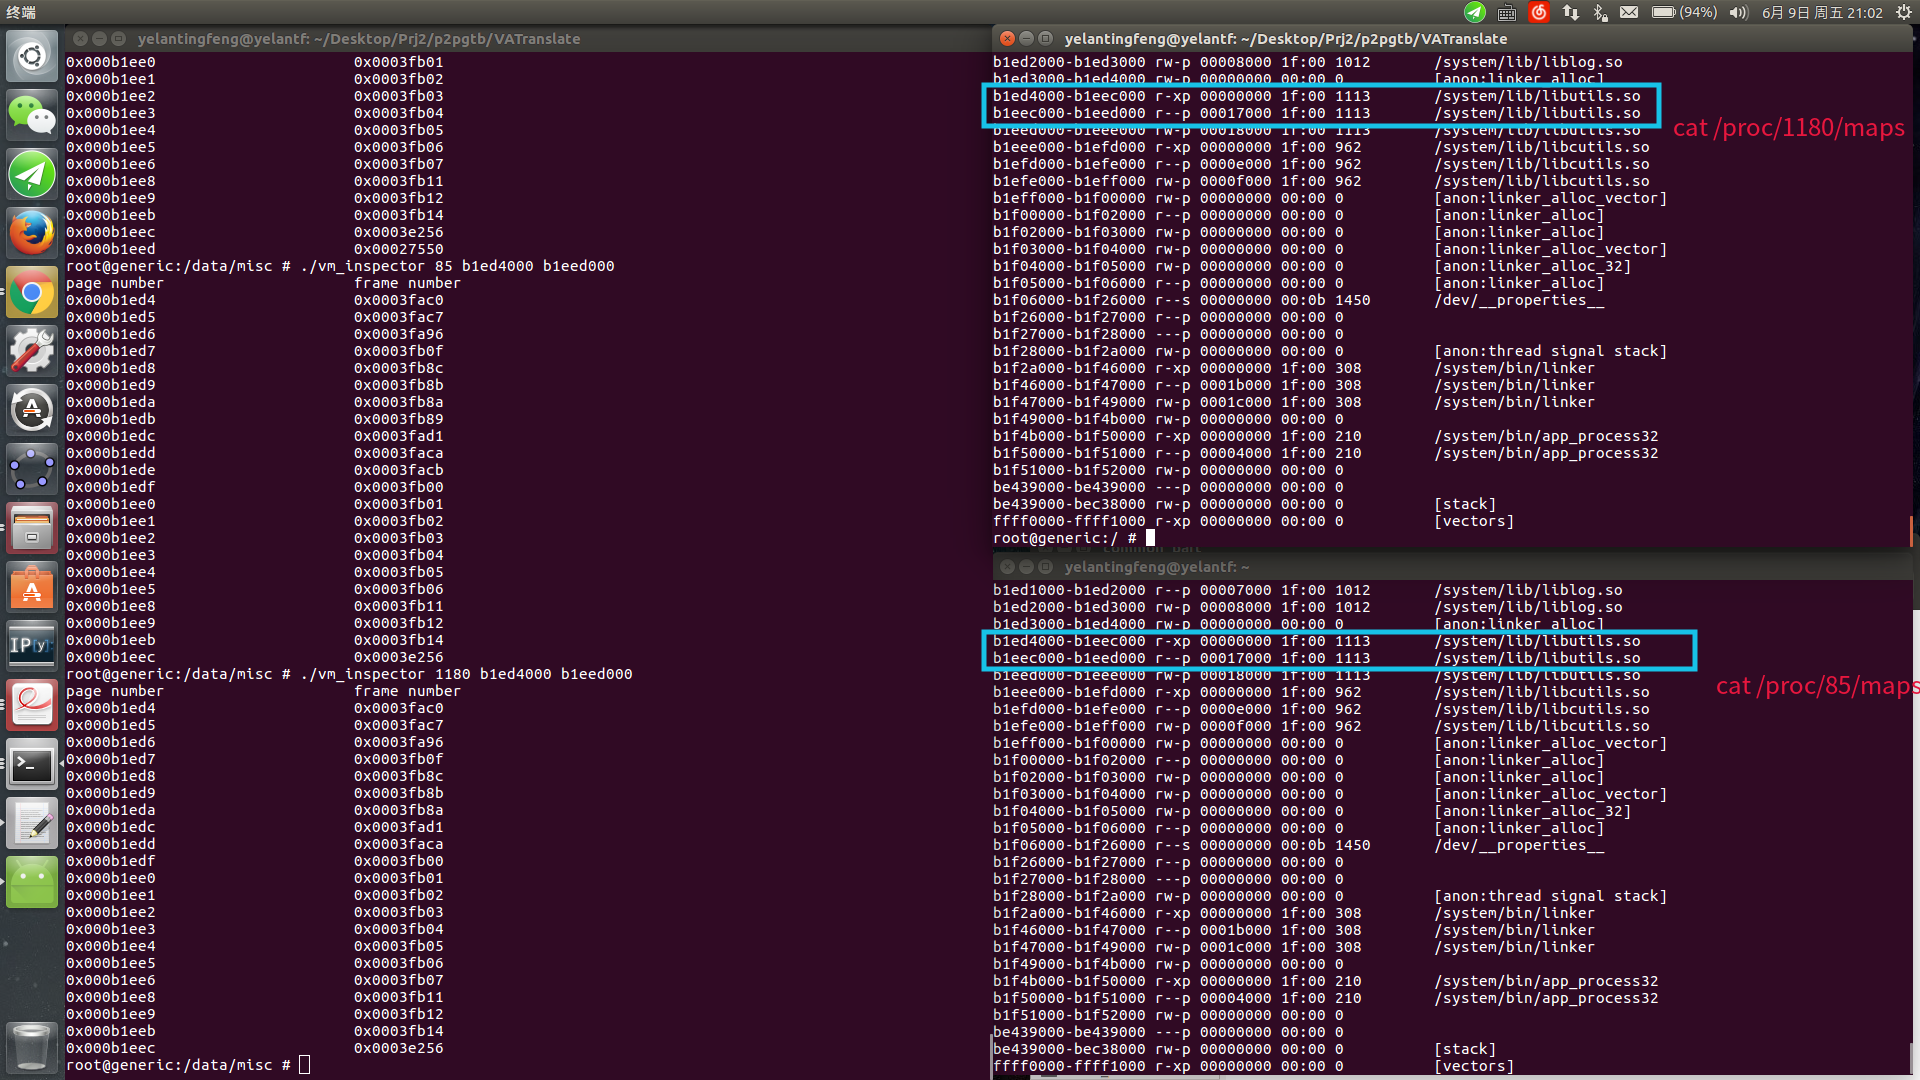 终端
(94%)
6月 9日 周五 21:02
yelantingfeng@yelantf: ~/Desktop/Prj2/p2pgtb/VATranslate
0x000b1ee0 0x0003fb01
0x000b1ee1 0x0003fb02
0x000b1ee2 0x0003fb03
0x000b1ee3 0x0003fb04
0x000b1ee4 0x0003fb05
0x000b1ee5 0x0003fb06
0x000b1ee6 0x0003fb07
0x000b1ee8 0x0003fb11
0x000b1ee9 0x0003fb12
0x000b1eeb 0x0003fb14
0x000b1eec 0x0003e256
0x000b1eed 0x00027550
root@generic:/data/misc # ./vm_inspector 85 b1ed4000 b1eed000
page number frame number
0x000b1ed4 0x0003fac0
0x000b1ed5 0x0003fac7
0x000b1ed6 0x0003fa96
0x000b1ed7 0x0003fb0f
0x000b1ed8 0x0003fb8c
0x000b1ed9 0x0003fb8b
0x000b1eda 0x0003fb8a
0x000b1edb 0x0003fb89
0x000b1edc 0x0003fad1
0x000b1edd 0x0003faca
0x000b1ede 0x0003facb
0x000b1edf 0x0003fb00
0x000b1ee0 0x0003fb01
0x000b1ee1 0x0003fb02
0x000b1ee2 0x0003fb03
0x000b1ee3 0x0003fb04
0x000b1ee4 0x0003fb05
0x000b1ee5 0x0003fb06
0x000b1ee8 0x0003fb11
0x000b1ee9 0x0003fb12
0x000b1eeb 0x0003fb14
0x000b1eec 0x0003e256
root@generic:/data/misc # ./vm_inspector 1180 b1ed4000 b1eed000
page number frame number
0x000b1ed4 0x0003fac0
0x000b1ed5 0x0003fac7
0x000b1ed6 0x0003fa96
0x000b1ed7 0x0003fb0f
0x000b1ed8 0x0003fb8c
0x000b1ed9 0x0003fb8b
0x000b1eda 0x0003fb8a
0x000b1edc 0x0003fad1
0x000b1edd 0x0003faca
0x000b1edf 0x0003fb00
0x000b1ee0 0x0003fb01
0x000b1ee1 0x0003fb02
0x000b1ee2 0x0003fb03
0x000b1ee3 0x0003fb04
0x000b1ee4 0x0003fb05
0x000b1ee5 0x0003fb06
0x000b1ee6 0x0003fb07
0x000b1ee8 0x0003fb11
0x000b1ee9 0x0003fb12
0x000b1eeb 0x0003fb14
0x000b1eec 0x0003e256
root@generic:/data/misc #
yelantingfeng@yelantf: ~/Desktop/Prj2/p2pgtb/VATranslate
b1ed2000-b1ed3000 rw-p 00008000 1f:00 1012 /system/lib/liblog.so
b1ed3000-b1ed4000 rw-p 00000000 00:00 0 [anon:linker_alloc]
b1ed4000-b1eec000 r-xp 00000000 1f:00 1113 /system/lib/libutils.so
b1eec000-b1eed000 r--p 00017000 1f:00 1113 /system/lib/libutils.so
cat /proc/1180/maps
b1eed000-b1eee000 rw-p 00018000 1f:00 1113 /system/lib/libutils.so
b1eee000-b1efd000 r-xp 00000000 1f:00 962 /system/lib/libcutils.so
b1efd000-b1efe000 r--p 0000e000 1f:00 962 /system/lib/libcutils.so
b1efe000-b1eff000 rw-p 0000f000 1f:00 962 /system/lib/libcutils.so
b1eff000-b1f00000 rw-p 00000000 00:00 0 [anon:linker_alloc_vector]
b1f00000-b1f02000 r--p 00000000 00:00 0 [anon:linker_alloc]
b1f02000-b1f03000 rw-p 00000000 00:00 0 [anon:linker_alloc]
b1f03000-b1f04000 rw-p 00000000 00:00 0 [anon:linker_alloc_vector]
b1f04000-b1f05000 rw-p 00000000 00:00 0 [anon:linker_alloc_32]
b1f05000-b1f06000 r--p 00000000 00:00 0 [anon:linker_alloc]
b1f06000-b1f26000 r--s 00000000 00:0b 1450 /dev/__properties__
b1f26000-b1f27000 r--p 00000000 00:00 0
b1f27000-b1f28000 ---p 00000000 00:00 0
b1f28000-b1f2a000 rw-p 00000000 00:00 0 [anon:thread signal stack]
b1f2a000-b1f46000 r-xp 00000000 1f:00 308 /system/bin/linker
b1f46000-b1f47000 r--p 0001b000 1f:00 308 /system/bin/linker
b1f47000-b1f49000 rw-p 0001c000 1f:00 308 /system/bin/linker
b1f49000-b1f4b000 rw-p 00000000 00:00 0
b1f4b000-b1f50000 r-xp 00000000 1f:00 210 /system/bin/app_process32
b1f50000-b1f51000 r--p 00004000 1f:00 210 /system/bin/app_process32
b1f51000-b1f52000 rw-p 00000000 00:00 0
be439000-be439000 ---p 00000000 00:00 0
be439000-bec38000 rw-p 00000000 00:00 0 [stack]
ffff0000-ffff1000 r-xp 00000000 00:00 0 [vectors]
root@generic:/ #
yelantingfeng@yelantf: ~
b1ed1000-b1ed2000 r--p 00007000 1f:00 1012 /system/lib/liblog.so
b1ed2000-b1ed3000 rw-p 00008000 1f:00 1012 /system/lib/liblog.so
b1ed3000-b1ed4000 rw-p 00000000 00:00 0 [anon:linker_alloc]
b1ed4000-b1eec000 r-xp 00000000 1f:00 1113 /system/lib/libutils.so
b1eec000-b1eed000 r--p 00017000 1f:00 1113 /system/lib/libutils.so
b1eed000-b1eee000 rw-p 00018000 1f:00 1113 /system/lib/libutils.so
cat /proc/85/maps
b1eee000-b1efd000 r-xp 00000000 1f:00 962 /system/lib/libcutils.so
b1efd000-b1efe000 r--p 0000e000 1f:00 962 /system/lib/libcutils.so
b1efe000-b1eff000 rw-p 0000f000 1f:00 962 /system/lib/libcutils.so
b1eff000-b1f00000 rw-p 00000000 00:00 0 [anon:linker_alloc_vector]
b1f00000-b1f02000 r--p 00000000 00:00 0 [anon:linker_alloc]
b1f02000-b1f03000 rw-p 00000000 00:00 0 [anon:linker_alloc]
b1f03000-b1f04000 rw-p 00000000 00:00 0 [anon:linker_alloc_vector]
b1f04000-b1f05000 rw-p 00000000 00:00 0 [anon:linker_alloc_32]
b1f05000-b1f06000 r--p 00000000 00:00 0 [anon:linker_alloc]
b1f06000-b1f26000 r--s 00000000 00:0b 1450 /dev/__properties__
b1f26000-b1f27000 r--p 00000000 00:00 0
b1f27000-b1f28000 ---p 00000000 00:00 0
b1f28000-b1f2a000 rw-p 00000000 00:00 0 [anon:thread signal stack]
b1f2a000-b1f46000 r-xp 00000000 1f:00 308 /system/bin/linker
b1f46000-b1f47000 r--p 0001b000 1f:00 308 /system/bin/linker
b1f47000-b1f49000 rw-p 0001c000 1f:00 308 /system/bin/linker
b1f49000-b1f4b000 rw-p 00000000 00:00 0
b1f4b000-b1f50000 r-xp 00000000 1f:00 210 /system/bin/app_process32
b1f50000-b1f51000 r--p 00004000 1f:00 210 /system/bin/app_process32
b1f51000-b1f52000 rw-p 00000000 00:00 0
be439000-be439000 ---p 00000000 00:00 0
be439000-bec38000 rw-p 00000000 00:00 0 [stack]
ffff0000-ffff1000 r-xp 00000000 00:00 0 [vectors]